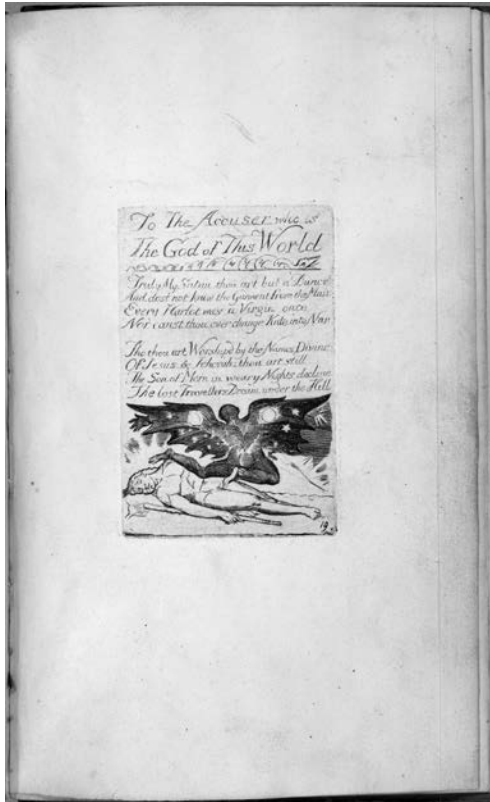 To The Accuser who is
The God of This World
Truly My Satan thou art but a Dunce
And dost not know the Garment from the Man
Every Harlot was a Virgin once
Nor canst thou ever change Kate into Nan
Tho thou art Worshipd by the Names Divine
Of Jesus & Jehovah: thou art still
The Son of Morn in weary Nights decline
The lost Travellers Dream under the Hill
19